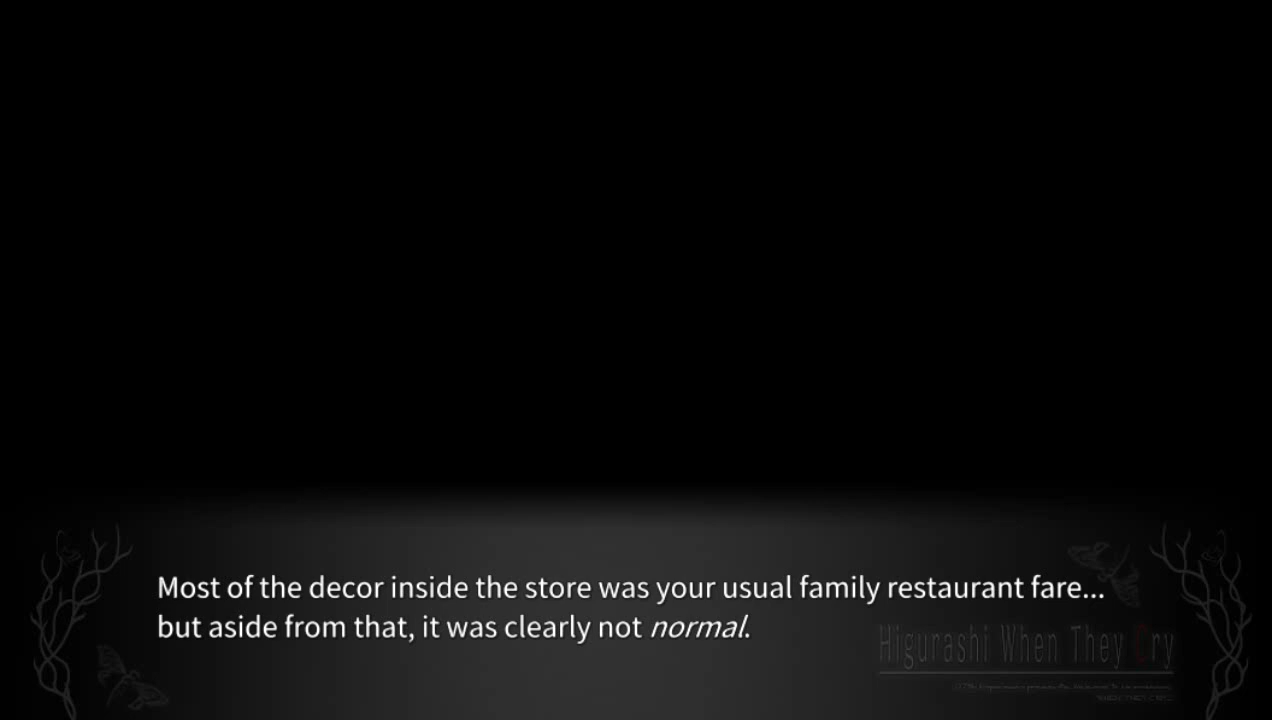 Most of the decor inside the store was your usual family restaurant fare...
but aside from that, it was clearly not normal.
Higurashi When They Cry